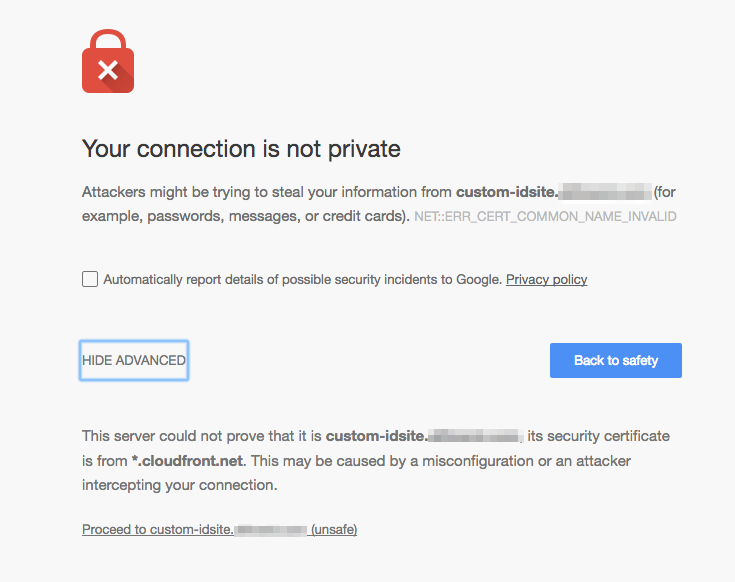 Your connection is not private
Attackers might be trying to steal your information from custom-idsite. (for
example, passwords, messages, or credit cards). NET::ERR_CERT_COMMON_NAME_INVALID
Automatically report details of possible security incidents to Google. Privacy policy
HIDE ADVANCED
Back to safety
This server could not prove that it is custom-idsite. its security certificate
is from *.cloudfront.net. This may be caused by a misconfiguration or an attacker
intercepting your connection.
Proceed to custom-idsite. (unsafe)